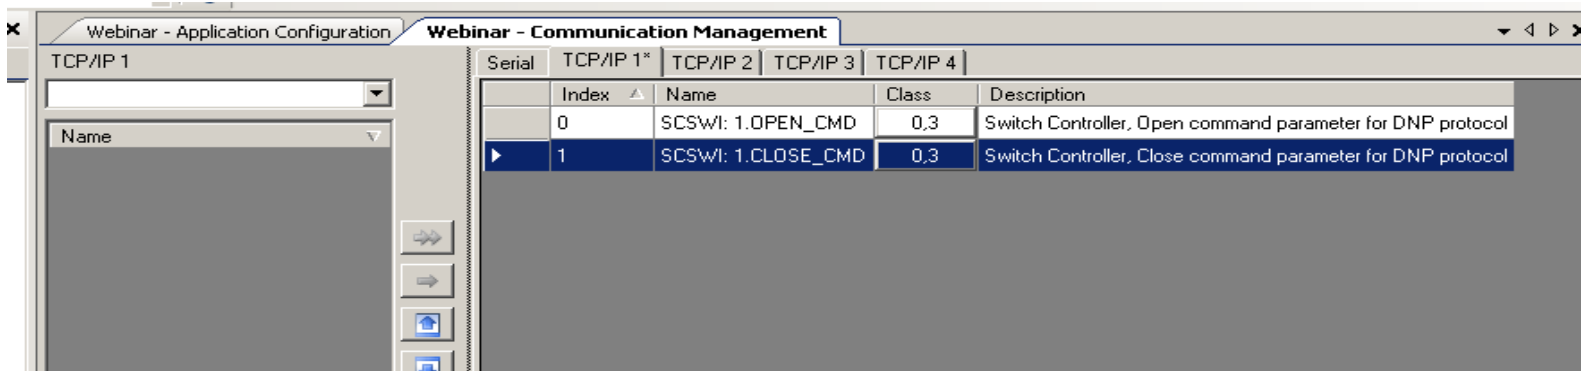 Webinar - Application Configuration Webinar - Communication Management
TCP/IP 1 Serial TCP/IP 1* TCP/IP 2 TCP/IP 3 TCP/IP 4
Index Name Class Description
0 SCSWI: 1.OPEN_CMD 0,3 Switch Controller, Open command parameter for DNP protocol
Name
1 SCSWI: 1.CLOSE_CMD 0,3 Switch Controller, Close command parameter for DNP protocol